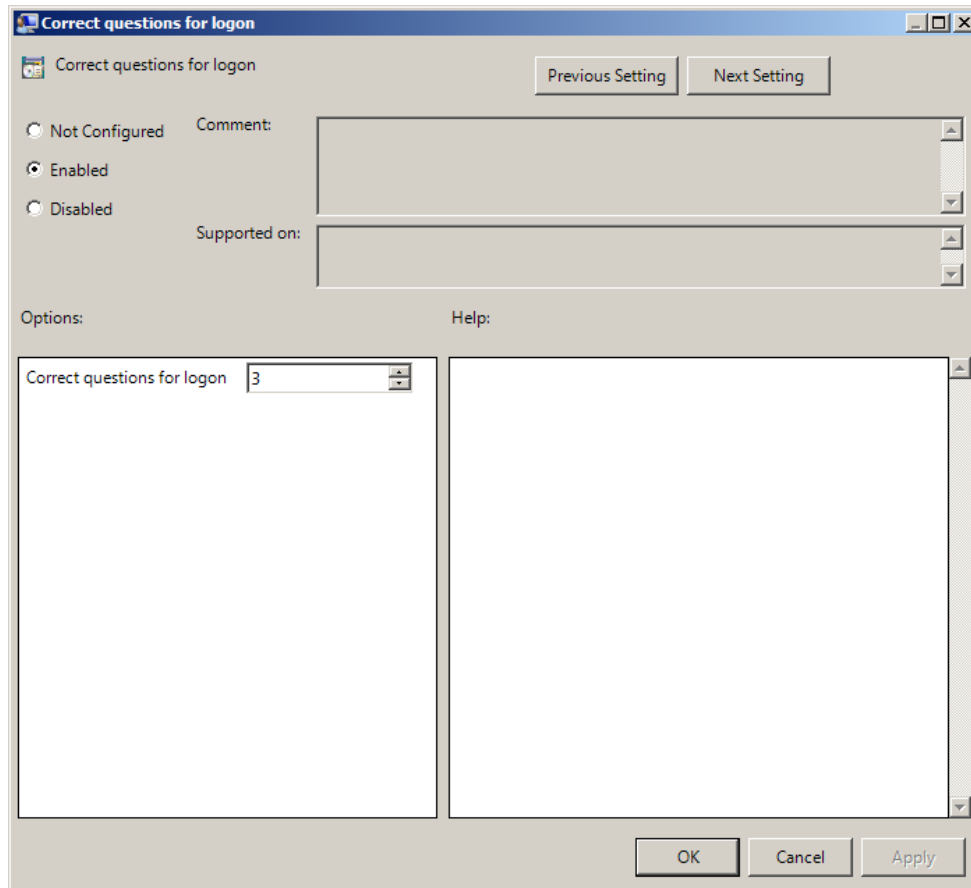 Correct questions for logon
Correct questions for logon
Previous Setting
Next Setting
Not Configured
Comment:
Enabled
Disabled
Supported on:
Options:
Help:
Correct questions for logon 3
OK
Cancel
Apply